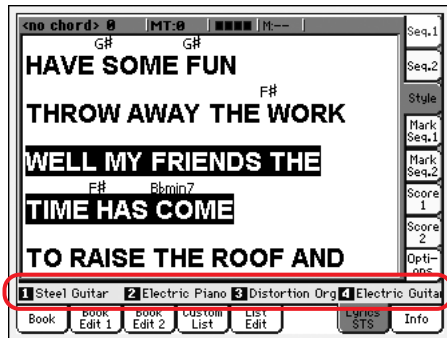 <no chord> 0 |MT:0 | M:--
Seq.1
G# G#
HAVE SOME FUN
Seq.2
F#
Style
THROW AWAY THE WORK
Mark
Seq.1
WELL MY FRIENDS THE
Mark
Seq.2
F# Bbmin7
Score
1
TIME HAS COME
Score
2
TO RAISE THE ROOF AND
Opti-
ons
1 Steel Guitar 2 Electric Piano 3 Distortion Org 4 Electric Guitar
Book
Book
Edit 1
Book
Edit 2
Custom
List
List
Edit
Lyrics
STS
Info